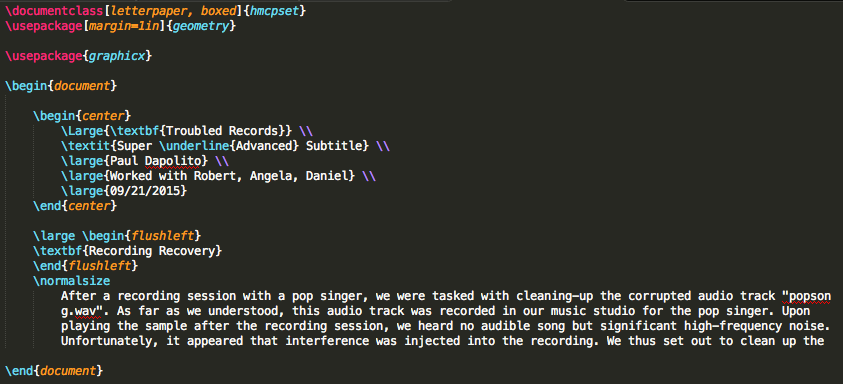 \documentclass[letterpaper, boxed]{hmcpset}
\usepackage[margin=1in]{geometry}
\usepackage{graphicx}
\begin{document}
\begin{center}
\Large{\textbf{Troubled Records}} \\
\textit{Super \underline{Advanced} Subtitle} \\
\large{Paul Dapolito} \\
\large{Worked with Robert, Angela, Daniel} \\
\large{09/21/2015}
\end{center}
\large \begin{flushleft}
\textbf{Recording Recovery}
\end{flushleft}
\normalsize
After a recording session with a pop singer, we were tasked with cleaning-up the corrupted audio track "popson
g.wav". As far as we understood, this audio track was recorded in our music studio for the pop singer. Upon
playing the sample after the recording session, we heard no audible song but significant high-frequency noise.
Unfortunately, it appeared that interference was injected into the recording. We thus set out to clean up the
\end{document}